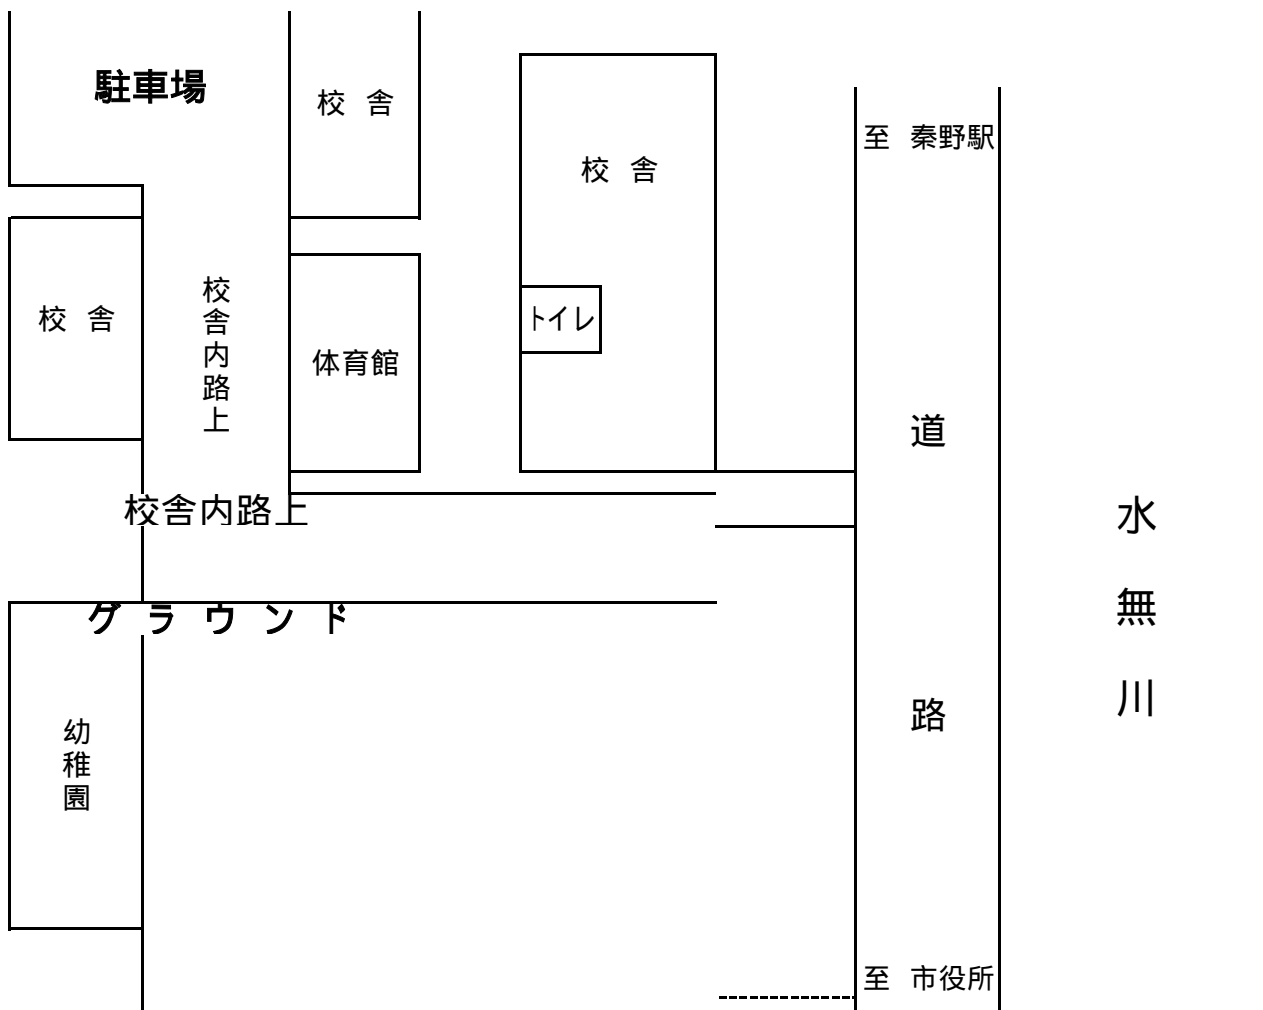 駐車場
校 舎
校 舎
至 秦野駅
校 舎
校舎内路上
体育館
トイレ
道路
水無川
校舎内路上
グラウンド
幼稚園
至 市役所